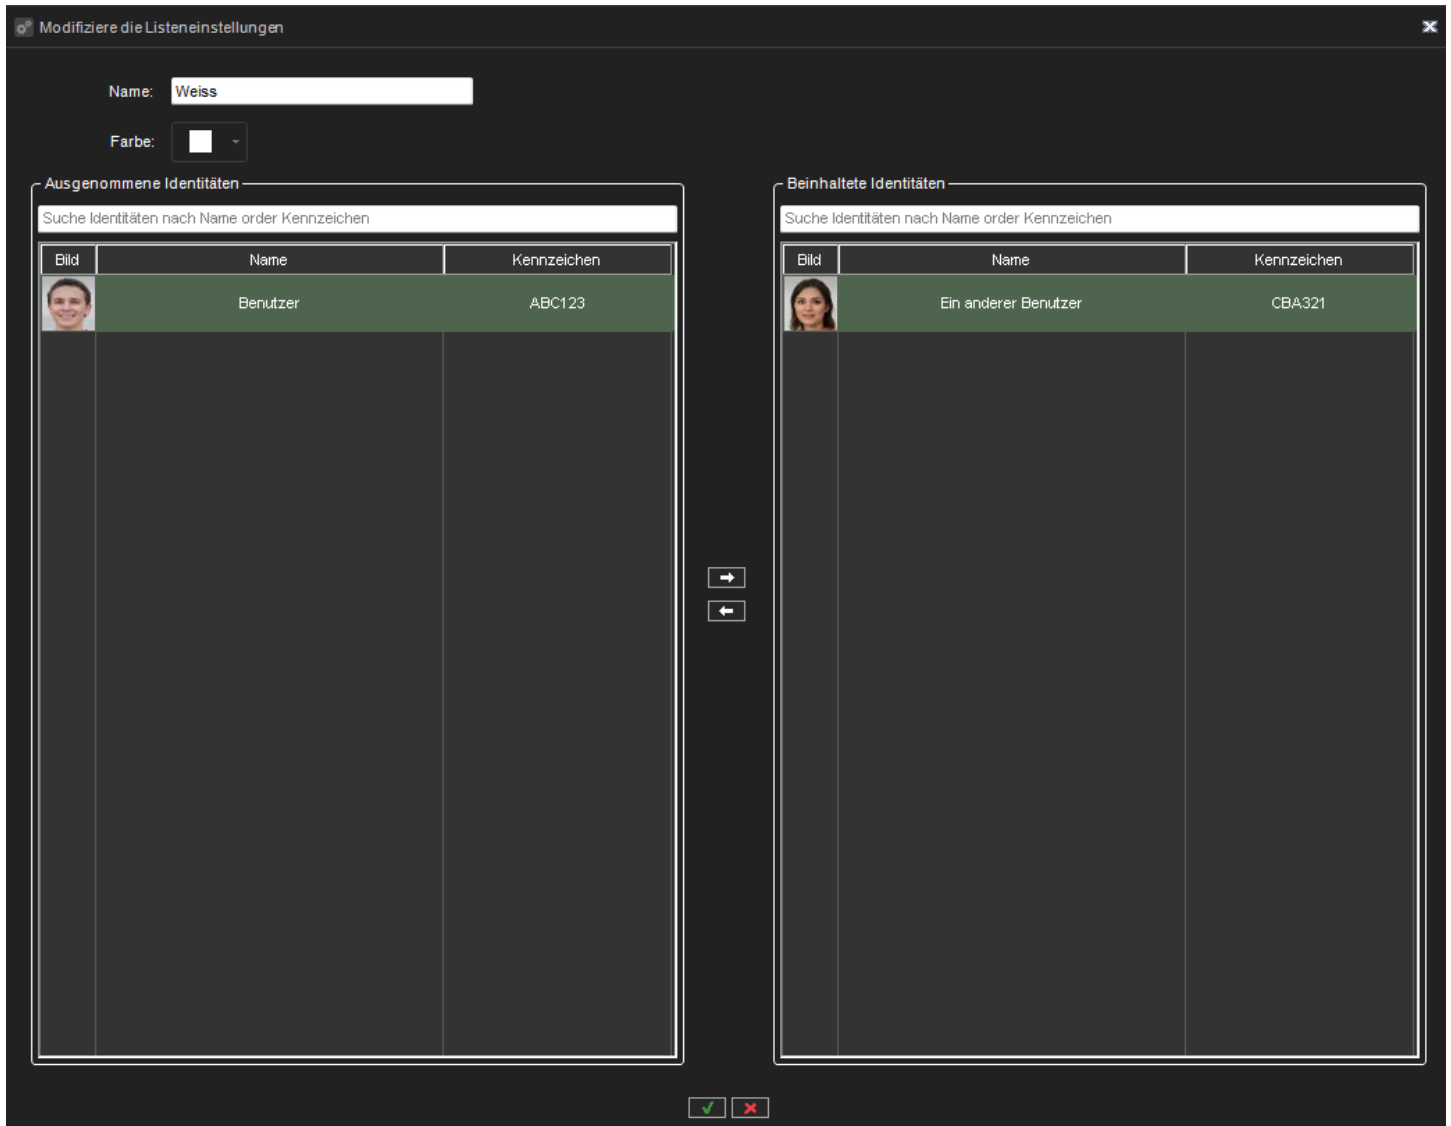 Modifiziere die Listeneinstellungen
Name: Weiss
Farbe:
Ausgenommene Identitäten
Suche Identitäten nach Name order Kennzeichen
Bild Name Kennzeichen
Benutzer ABC123
Beinhaltete Identitäten
Suche Identitäten nach Name order Kennzeichen
Bild Name Kennzeichen
Ein anderer Benutzer CBA321